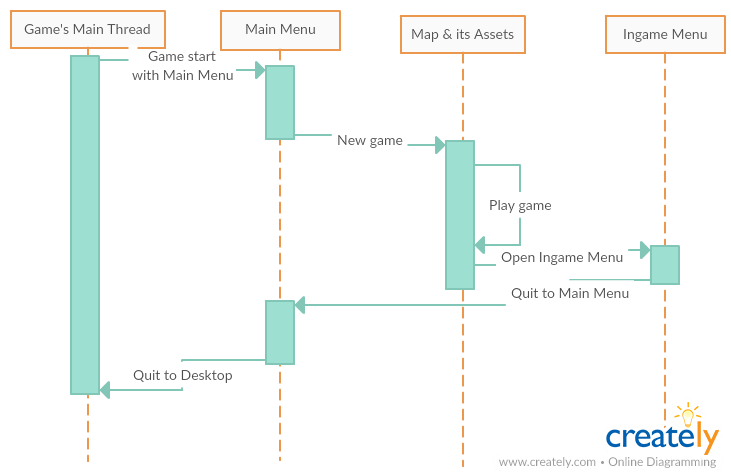 Game's Main Thread
Main Menu
Map & its Assets
Ingame Menu
Game start
with Main Menu
New game
Play game
Open Ingame Menu
Quit to Main Menu
Quit to Desktop
creately
www.creately.com • Online Diagramming